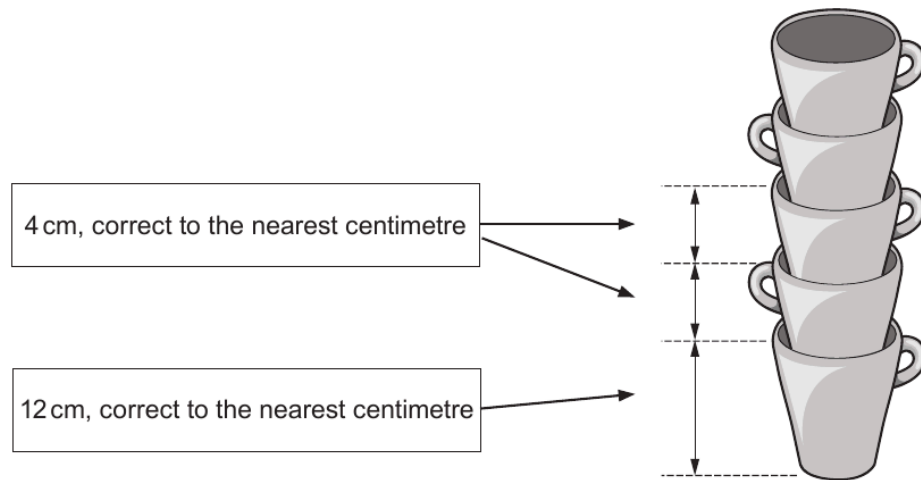 4 cm, correct to the nearest centimetre
12 cm, correct to the nearest centimetre